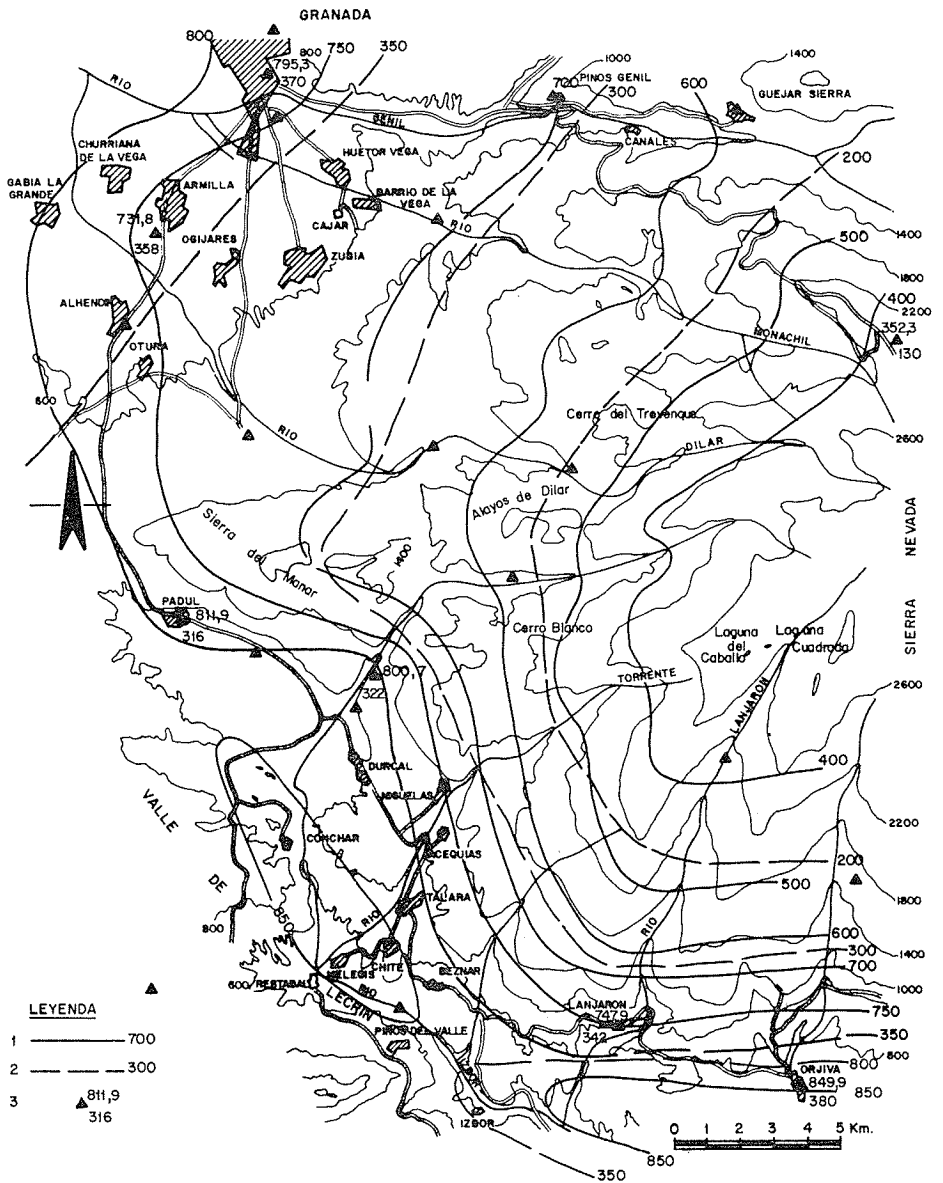 GRANADA
800
750
350
800
1000
1400
795,3
370
720
PINOS GENIL
300
600
GUEJAR SIERRA
RIO
GENIL
CANALES
CHURRIANA
DE LA VEGA
HUETOR VEGA
200
GABIA LA
GRANDE
ARMILLA
BARRIO DE LA
VEGA
CAJAR
RIO
731,8
358
OGIJARES
ZUBIA
500
1400
1800
400
2200
352,3
130
ALHEND
MONACHIL
OTURA
600
RIO
Cerro del Trevenque
DILAR
2600
Alayos de Dilar
Sierra
del
Manar
1400
SIERRA NEVADA
PADUL
811,9
316
Cerro Blanco
Laguna
del
Caballo
Laguna
Cuadrada
800,7
322
TORRENTE
LANJARON
2600
DURCAL
400
NIGUELAS
VALLE
DE
LECRIN
CONCHAR
ACEQUIAS
2200
200
500
TALARA
1800
800
850
RIO
RIO
600
300
1400
700
CHITE
MELEGIS
600
RESTABAL
RIO
BEZNAR
1000
LANJARON
747,9
342
750
350
PINOS DEL VALLE
800
800
ORJIVA
849,9
380
850
IZBOR
850
350
LEYENDA
1 700
2 300
3 811,9
316
0 1 2 3 4 5 Km.